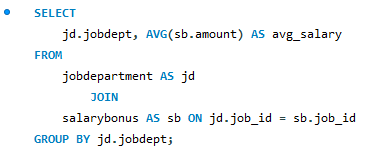 SELECT
jd.jobdept, AVG(sb.amount) AS avg_salary
FROM
jobdepartment AS jd
JOIN
salarybonus AS sb ON jd.job_id = sb.job_id
GROUP BY jd.jobdept;